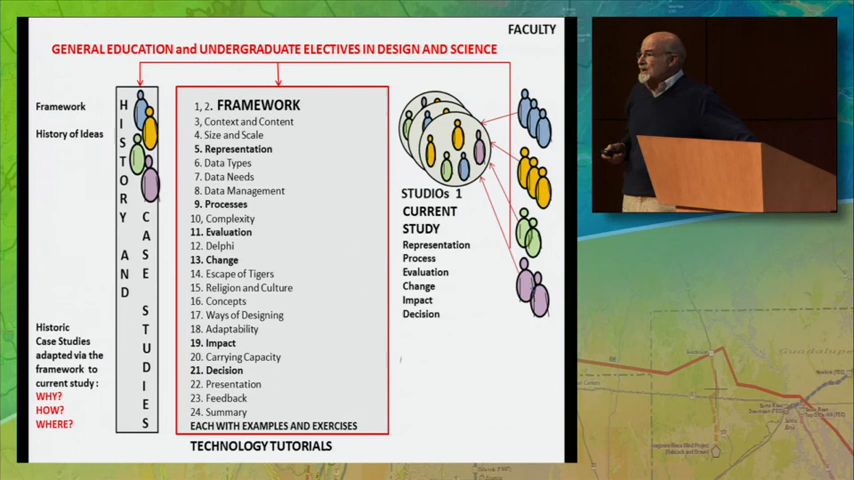 FACULTY
GENERAL EDUCATION and UNDERGRADUATE ELECTIVES IN DESIGN AND SCIENCE
Framework
History of Ideas
Historic
Case Studies
adapted via the
framework to
current study :
WHY?
HOW?
WHERE?
HISTORY AND
CASE STUDIES
1, 2. FRAMEWORK
3, Context and Content
4. Size and Scale
5. Representation
6. Data Types
7. Data Needs
8. Data Management
9. Processes
10, Complexity
11. Evaluation
12. Delphi
13. Change
14. Escape of Tigers
15. Religion and Culture
16. Concepts
17. Ways of Designing
18. Adaptability
19. Impact
20. Carrying Capacity
21. Decision
22. Presentation
23. Feedback
24. Summary
EACH WITH EXAMPLES AND EXERCISES
TECHNOLOGY TUTORIALS
STUDIOs 1
CURRENT
STUDY
Representation
Process
Evaluation
Change
Impact
Decision